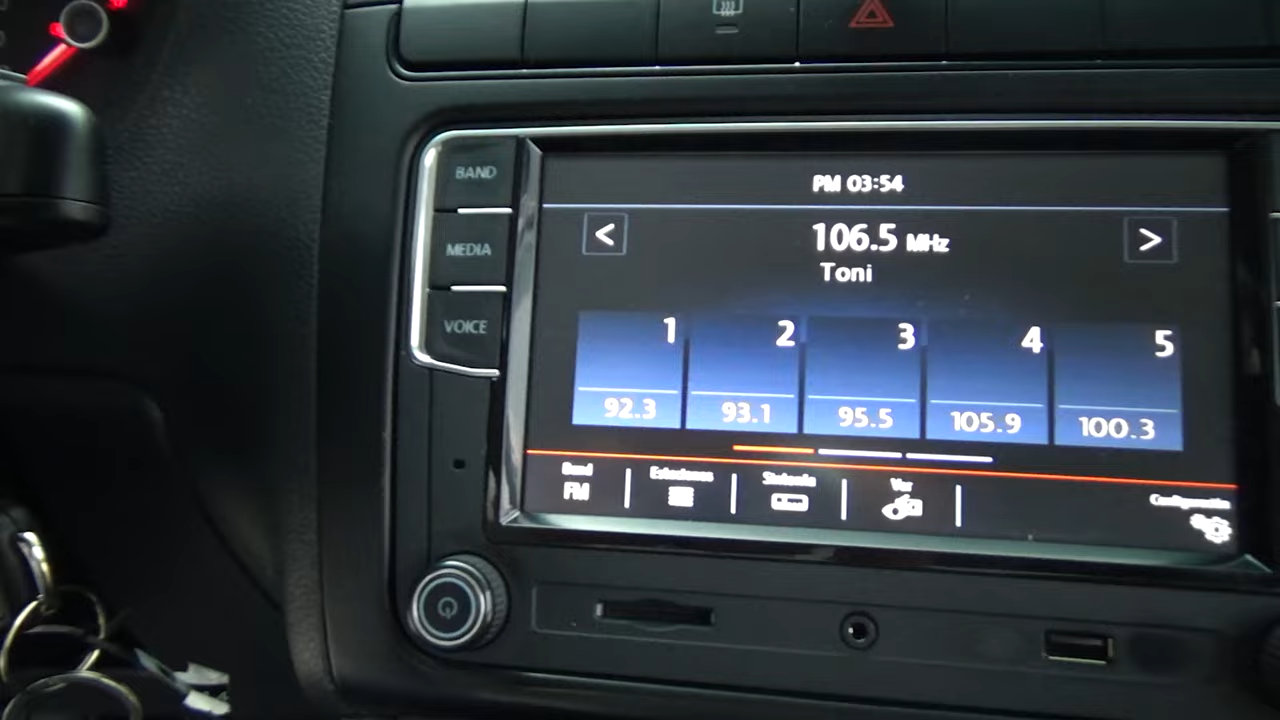 BAND
MEDIA
VOICE
PM 03:54
< 106.5 MHz >
Toni
1 2 3 4 5
92.3 93.1 95.5 105.9 100.3
Band Estaciones Sintonía Ver Configuración
FM